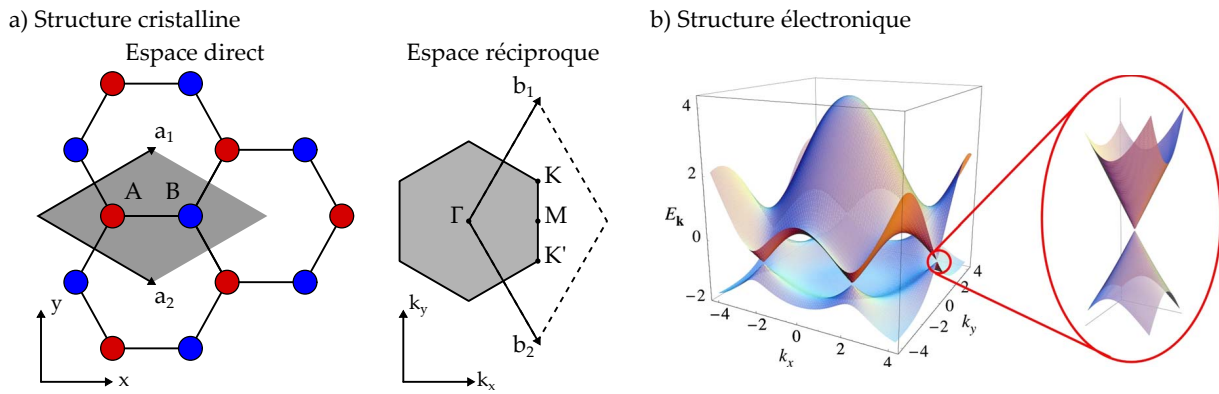 a) Structure cristalline
Espace direct
Espace réciproque
a1
A
B
a2
y
x
b1
K
Γ
M
K'
b2
ky
kx
b) Structure électronique
4
2
Ek
0
−2
−4
−2
0
2
4
kx
−4
−2
0
2
4
ky